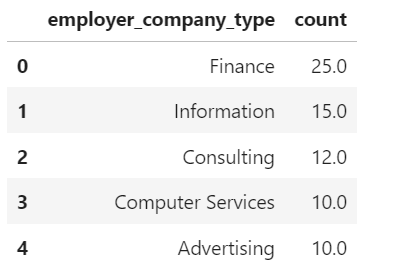 employer_company_type count
0 Finance 25.0
1 Information 15.0
2 Consulting 12.0
3 Computer Services 10.0
4 Advertising 10.0